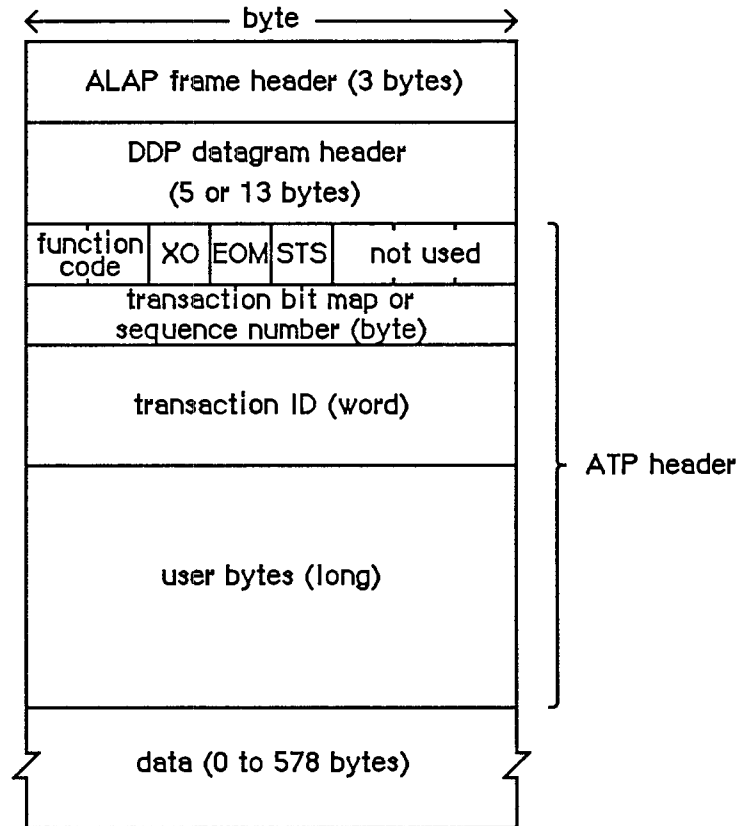 byte
ALAP frame header (3 bytes)
DDP datagram header
(5 or 13 bytes)
function
code
XO
EOM
STS
not used
transaction bit map or
sequence number (byte)
transaction ID (word)
ATP header
user bytes (long)
data (0 to 578 bytes)